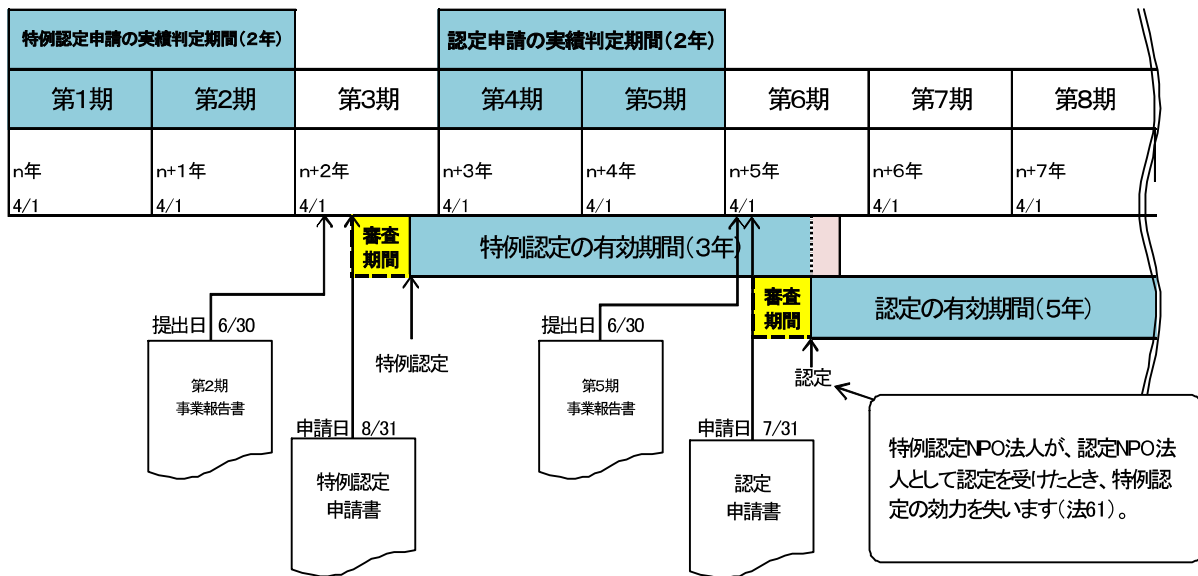 特例認定申請の実績判定期間(2年)
認定申請の実績判定期間(2年)
第1期
第2期
第3期
第4期
第5期
第6期
第7期
第8期
n年
n+1年
n+2年
n+3年
n+4年
n+5年
n+6年
n+7年
4/1
4/1
4/1
4/1
4/1
4/1
4/1
4/1
審査
期間
特例認定の有効期間(3年)
審査
期間
認定の有効期間(5年)
提出日 6/30
第2期
事業報告書
特例認定
申請日 8/31
特例認定
申請書
提出日 6/30
第5期
事業報告書
認定
申請日 7/31
認定
申請書
特例認定NPO法人が、認定NPO法
人として認定を受けたとき、特例認
定の効力を失います(法61)。